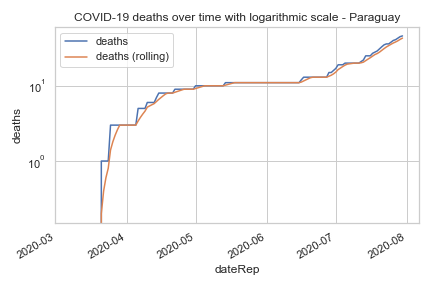 COVID-19 deaths over time with logarithmic scale - Paraguay
deaths
deaths (rolling)
10¹
10⁰
deaths
2020-03
2020-04
2020-05
2020-06
2020-07
2020-08
dateRep